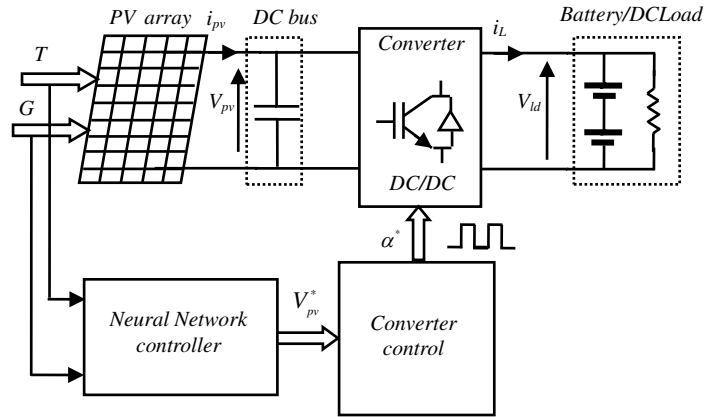 PV array
i_pv
DC bus
i_L
Battery/DCLoad
T
Converter
G
V_pv
V_ld
DC/DC
α*
Neural Network
controller
V*_pv
Converter
control